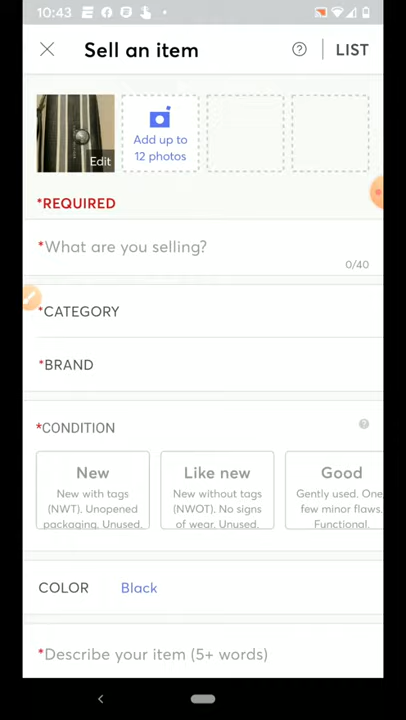 10:43
Sell an item
LIST
Edit
Add up to
12 photos
*REQUIRED
*What are you selling?
0/40
*CATEGORY
*BRAND
*CONDITION
New
New with tags
(NWT). Unopened
packaging. Unused.
Like new
New without tags
(NWOT). No signs
of wear. Unused.
Good
Gently used. One
few minor flaws.
Functional.
COLOR
Black
*Describe your item (5+ words)